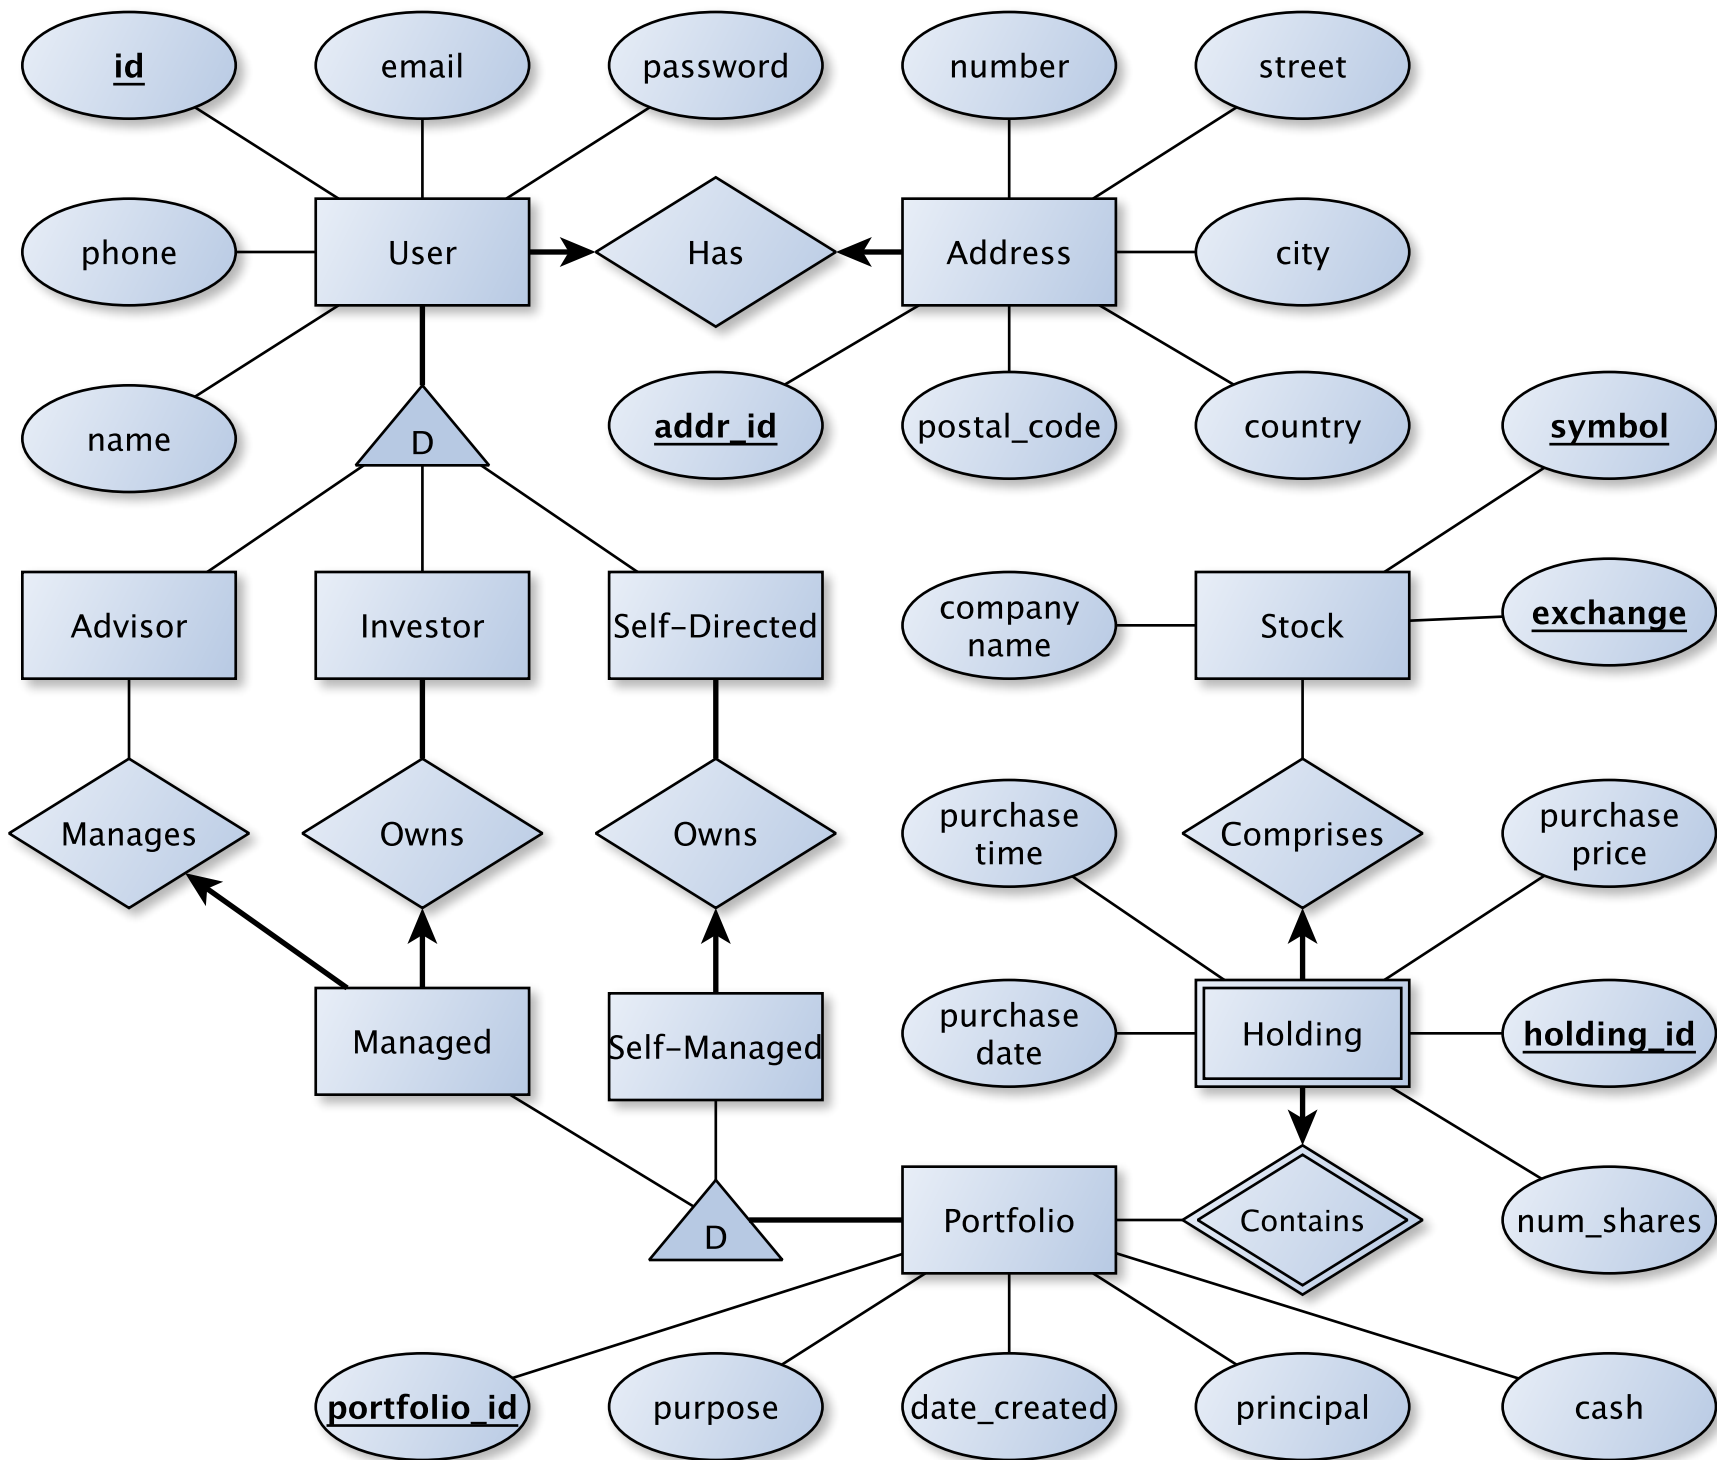 id
email
password
number
street
phone
User
Has
Address
city
name
D
addr_id
postal_code
country
symbol
Advisor
Investor
Self-Directed
company
name
Stock
exchange
Manages
Owns
Owns
purchase
time
Comprises
purchase
price
Managed
Self-Managed
purchase
date
Holding
holding_id
D
Portfolio
Contains
num_shares
portfolio_id
purpose
date_created
principal
cash